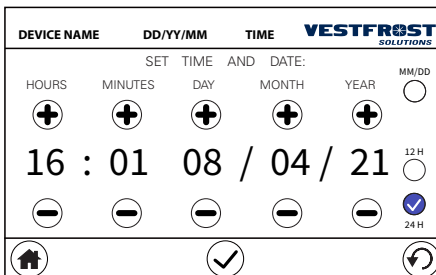 DEVICE NAME DD/YY/MM TIME VESTFROST
SOLUTIONS
SET TIME AND DATE:
MM/DD
HOURS MINUTES DAY MONTH YEAR
16 : 01 08 / 04 / 21
12 H
24 H